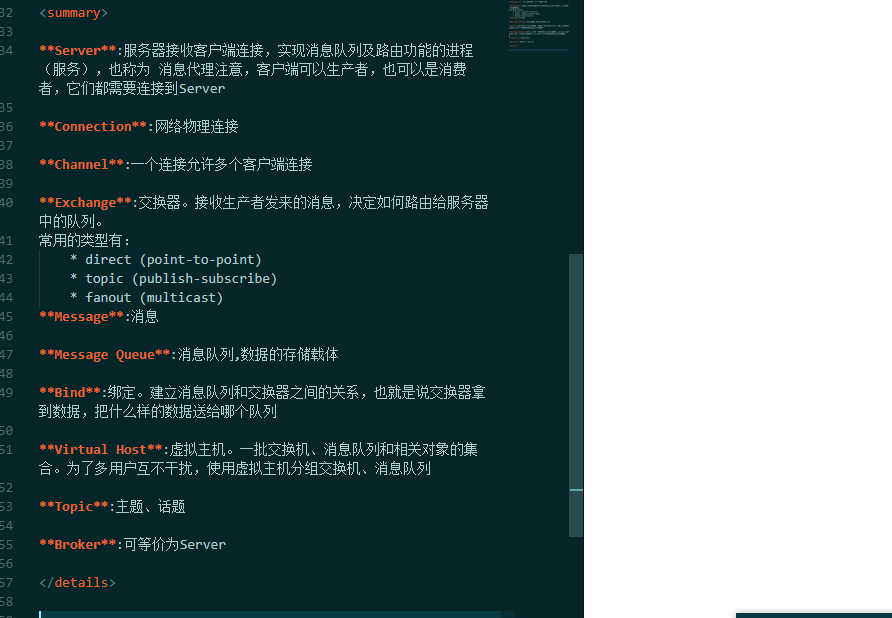 32 <summary>
33
34 **Server**:服务器接收客户端连接，实现消息队列及路由功能的进程
（服务），也称为 消息代理注意，客户端可以生产者，也可以是消费
者，它们都需要连接到Server
35
36 **Connection**:网络物理连接
37
38 **Channel**:一个连接允许多个客户端连接
39
40 **Exchange**:交换器。接收生产者发来的消息，决定如何路由给服务器
中的队列。
41 常用的类型有：
42 * direct (point-to-point)
43 * topic (publish-subscribe)
44 * fanout (multicast)
45 **Message**:消息
46
47 **Message Queue**:消息队列,数据的存储载体
48
49 **Bind**:绑定。建立消息队列和交换器之间的关系，也就是说交换器拿
到数据，把什么样的数据送给哪个队列
50
51 **Virtual Host**:虚拟主机。一批交换机、消息队列和相关对象的集
合。为了多用户互不干扰，使用虚拟主机分组交换机、消息队列
52
53 **Topic**:主题、话题
54
55 **Broker**:可等价为Server
56
57 </details>
58